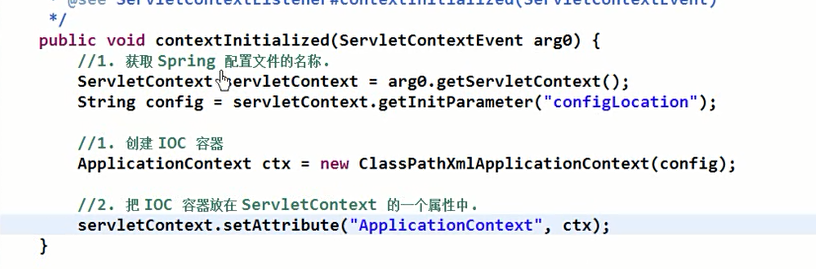 * @see ServletContextListener#contextInitialized(ServletContextEvent)
*/
public void contextInitialized(ServletContextEvent arg0) {
//1. 获取 Spring 配置文件的名称.
ServletContext servletContext = arg0.getServletContext();
String config = servletContext.getInitParameter("configLocation");
//1. 创建 IOC 容器
ApplicationContext ctx = new ClassPathXmlApplicationContext(config);
//2. 把 IOC 容器放在 ServletContext 的一个属性中.
servletContext.setAttribute("ApplicationContext", ctx);
}